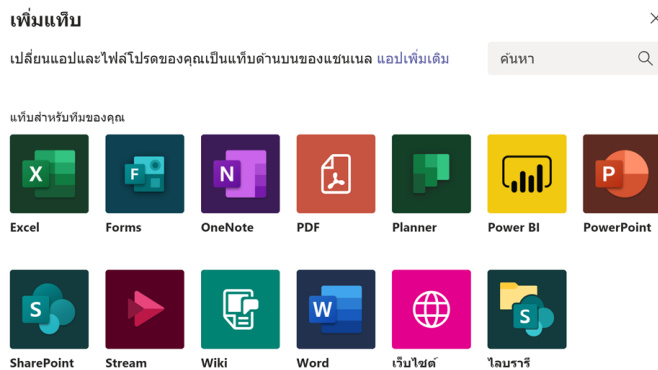 เพิ่มแท็บ
เปลี่ยนแอปและไฟล์โปรดของคุณเป็นแท็บด้านบนของแชนเนล แอปเพิ่มเติม
ค้นหา
แท็บสำหรับทีมของคุณ
X F N P
Excel Forms OneNote PDF Planner Power BI PowerPoint
S W S
SharePoint Stream Wiki Word เว็บไซต์ ไลบรารี